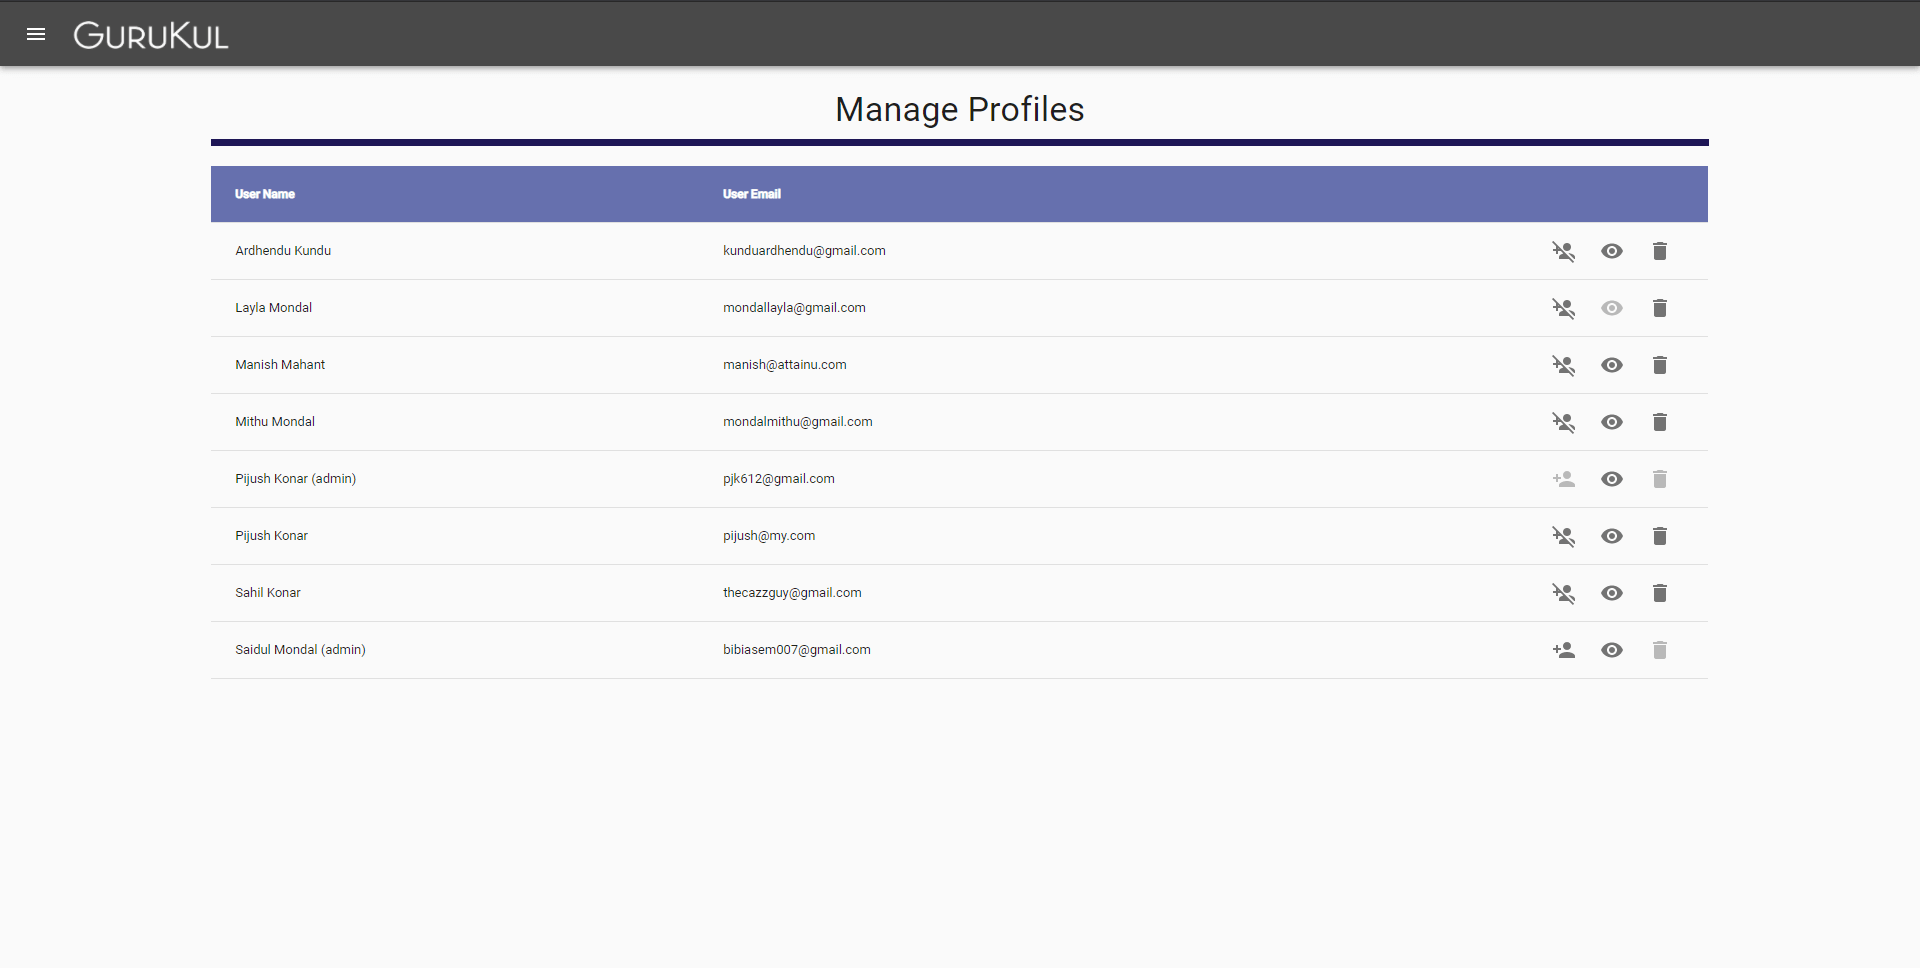 GURUKUL
Manage Profiles
User Name User Email
Ardhendu Kundu kunduardhendu@gmail.com
Layla Mondal mondallayla@gmail.com
Manish Mahant manish@attainu.com
Mithu Mondal mondalmithu@gmail.com
Pijush Konar (admin) pjk612@gmail.com
Pijush Konar pijush@my.com
Sahil Konar thecazzguy@gmail.com
Saidul Mondal (admin) bibiasem007@gmail.com